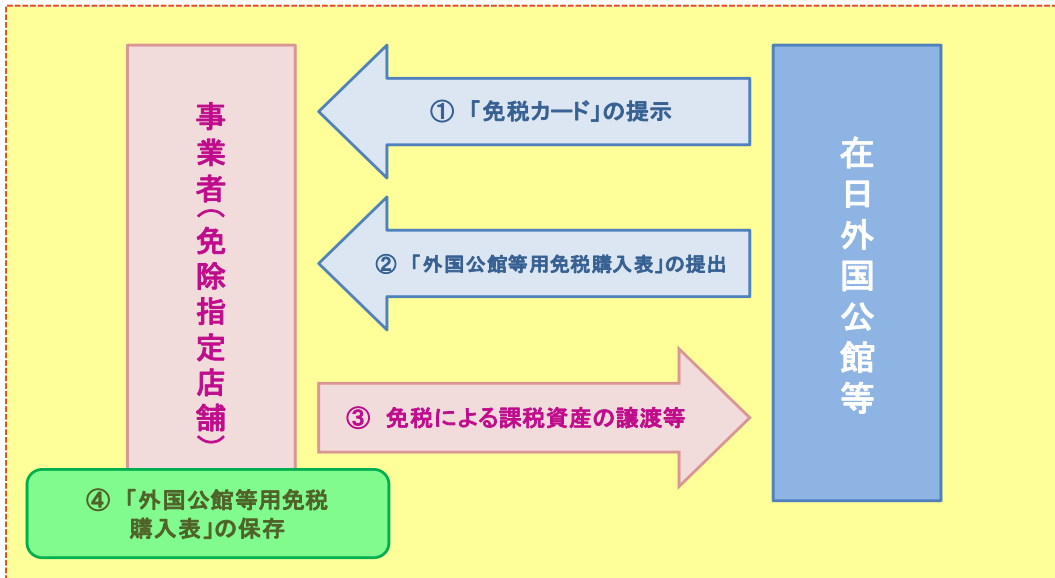 事業者（免除指定店舗）
① 「免税カード」の提示
② 「外国公館等用免税購入表」の提出
③ 免税による課税資産の譲渡等
在日外国公館等
④ 「外国公館等用免税
購入表」の保存